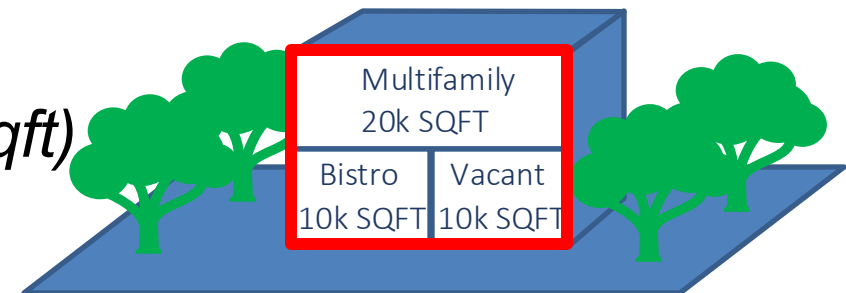 Multifamily
20k SQFT
qft)
Bistro
10k SQFT
Vacant
10k SQFT